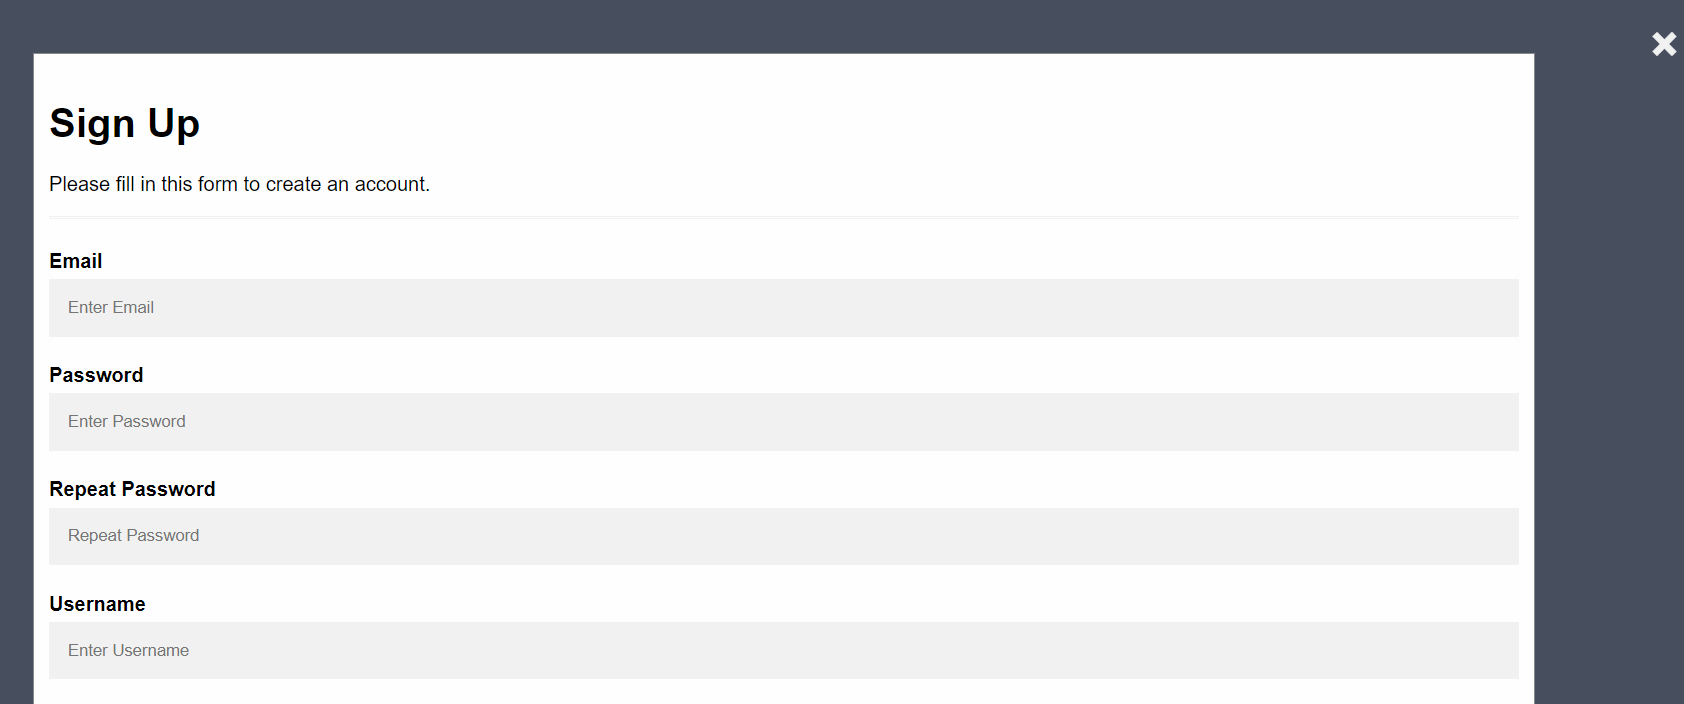 Sign Up
Please fill in this form to create an account.
Email
Enter Email
Password
Enter Password
Repeat Password
Repeat Password
Username
Enter Username